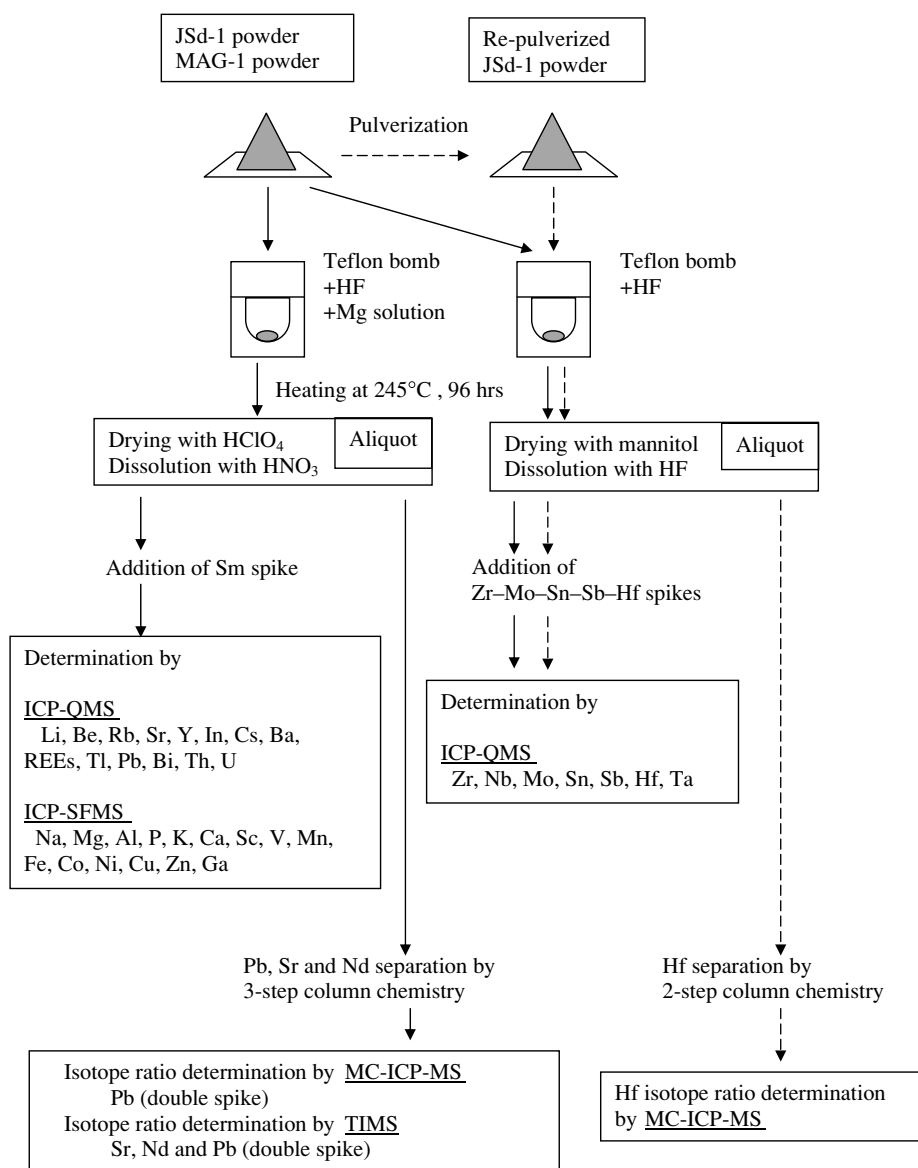 JSd-1 powder
MAG-1 powder
Re-pulverized
JSd-1 powder
Pulverization
Teflon bomb
+HF
+Mg solution
Teflon bomb
+HF
Heating at 245°C , 96 hrs
Drying with HClO4
Dissolution with HNO3
Aliquot
Drying with mannitol
Dissolution with HF
Aliquot
Addition of Sm spike
Addition of
Zr–Mo–Sn–Sb–Hf spikes
Determination by
ICP-QMS
Li, Be, Rb, Sr, Y, In, Cs, Ba,
REEs, Tl, Pb, Bi, Th, U
ICP-SFMS
Na, Mg, Al, P, K, Ca, Sc, V, Mn,
Fe, Co, Ni, Cu, Zn, Ga
Determination by
ICP-QMS
Zr, Nb, Mo, Sn, Sb, Hf, Ta
Pb, Sr and Nd separation by
3-step column chemistry
Hf separation by
2-step column chemistry
Isotope ratio determination by MC-ICP-MS
Pb (double spike)
Isotope ratio determination by TIMS
Sr, Nd and Pb (double spike)
Hf isotope ratio determination
by MC-ICP-MS